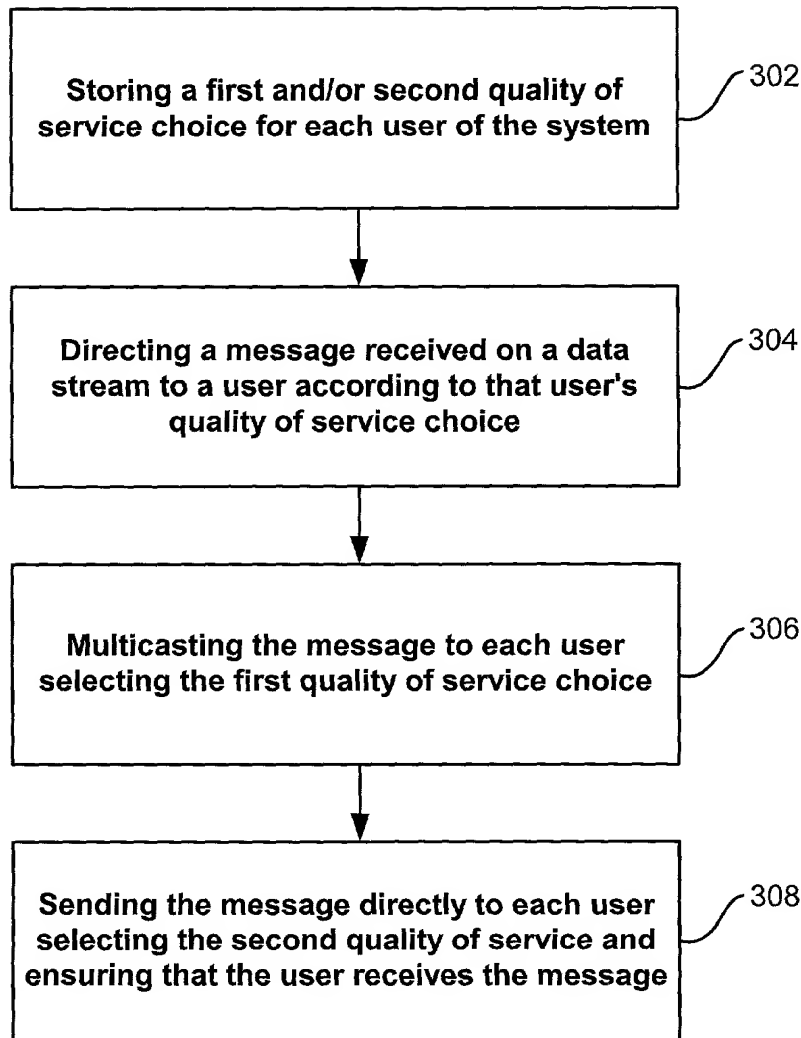 Storing a first and/or second quality of
service choice for each user of the system
302
Directing a message received on a data
stream to a user according to that user's
quality of service choice
304
Multicasting the message to each user
selecting the first quality of service choice
306
Sending the message directly to each user
selecting the second quality of service and
ensuring that the user receives the message
308